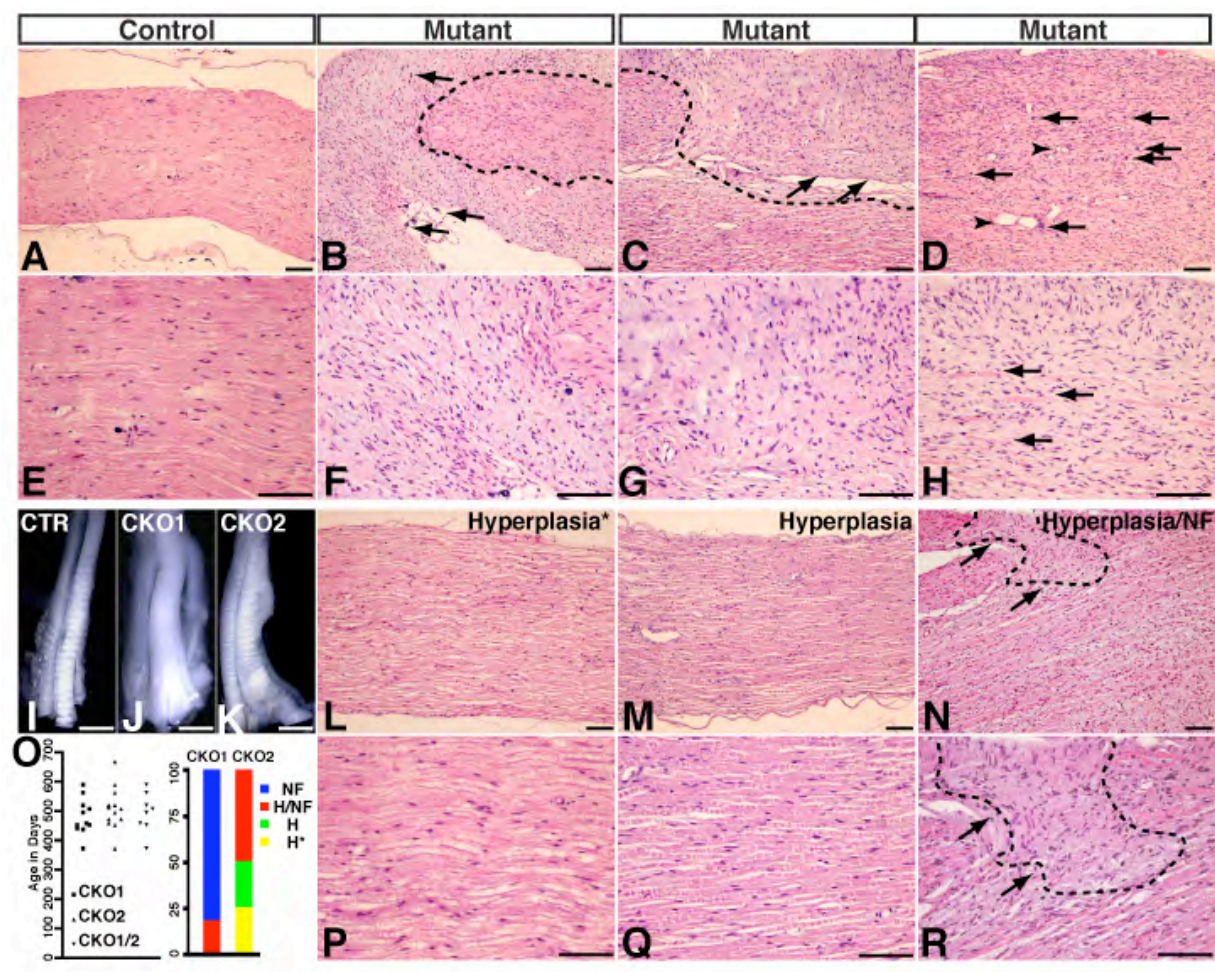 Control Mutant Mutant Mutant
A B C D
E F G H
CTR CKO1 CKO2 Hyperplasia* Hyperplasia Hyperplasia/NF
I J K L M N
O
Age in Days
700
600
500
400
300
200
100
0
CKO1
CKO2
CKO1/2
CKO1 CKO2
100
75
50
25
0
NF
H/NF
H
H*
P Q R